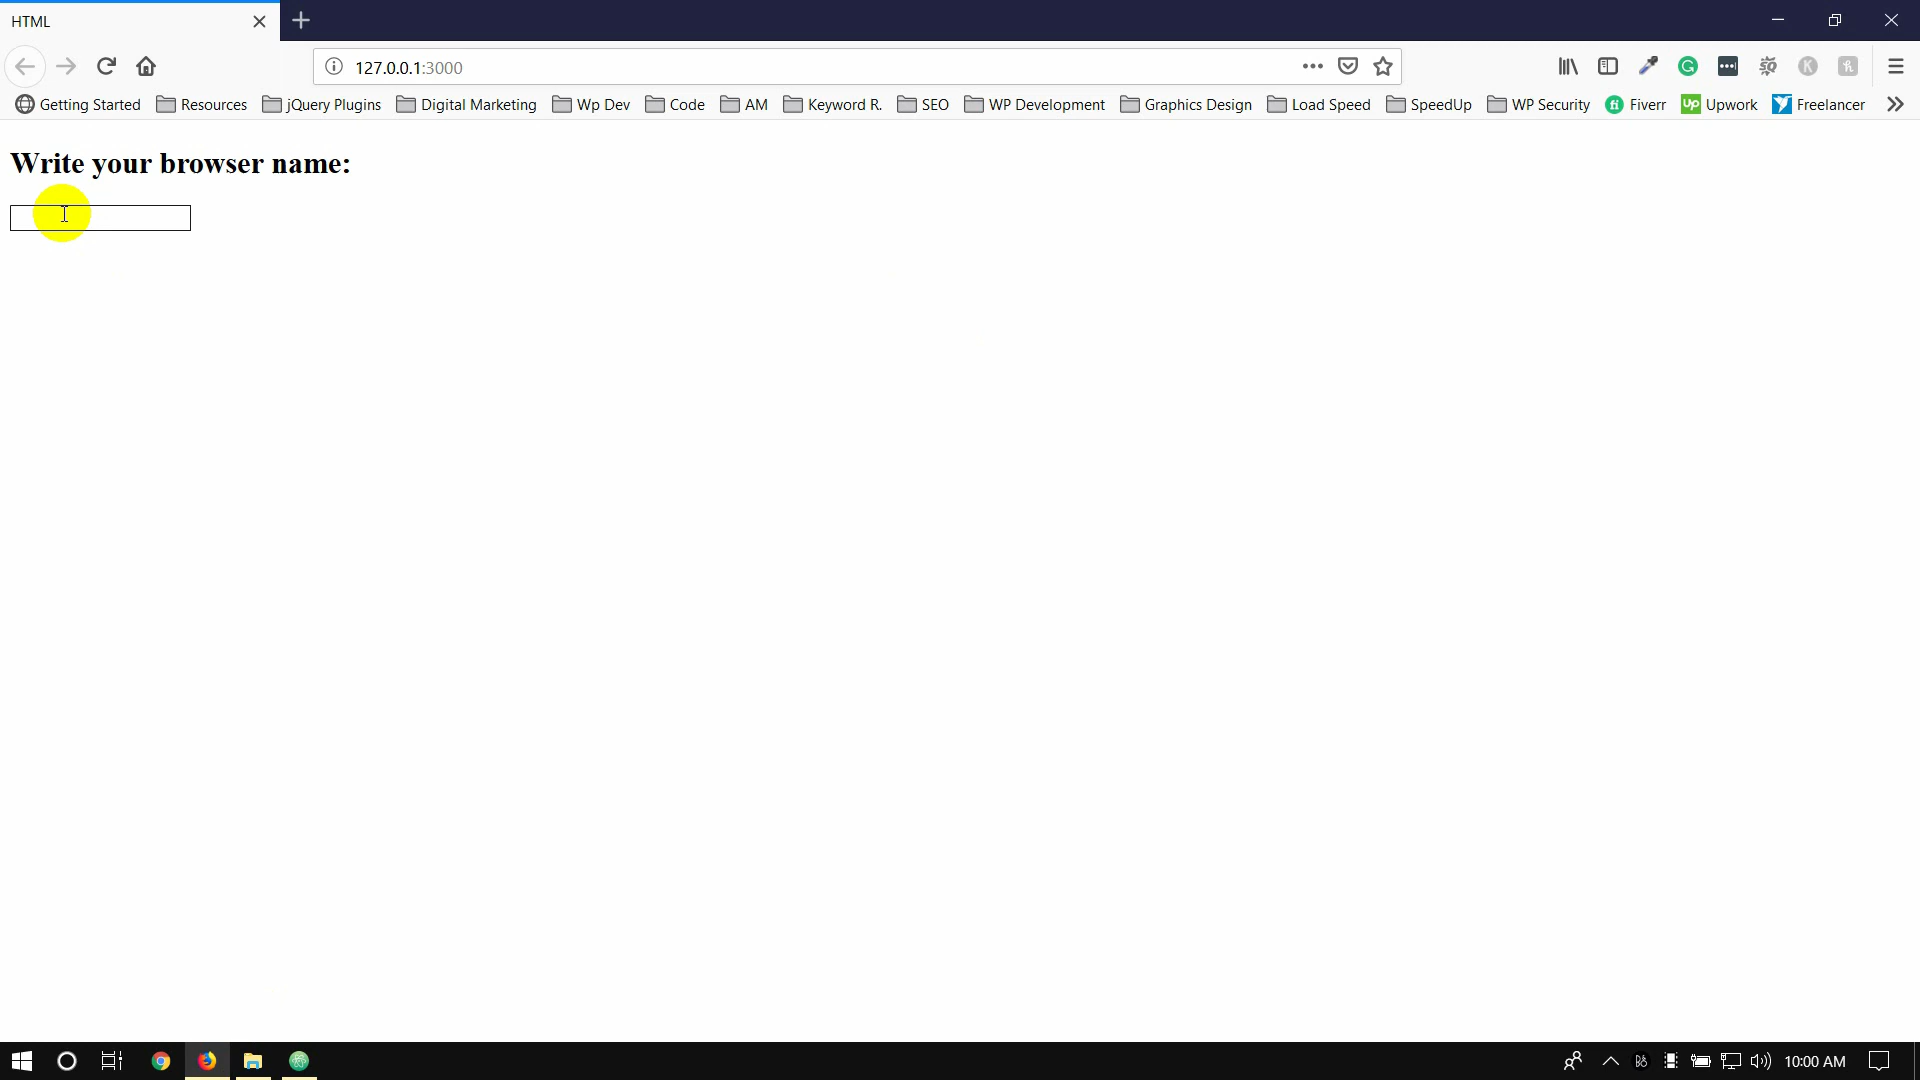 HTML
127.0.0.1:3000
Getting Started Resources jQuery Plugins Digital Marketing Wp Dev Code AM Keyword R. SEO WP Development Graphics Design Load Speed SpeedUp WP Security Fiverr Upwork Freelancer
Write your browser name:
10:00 AM